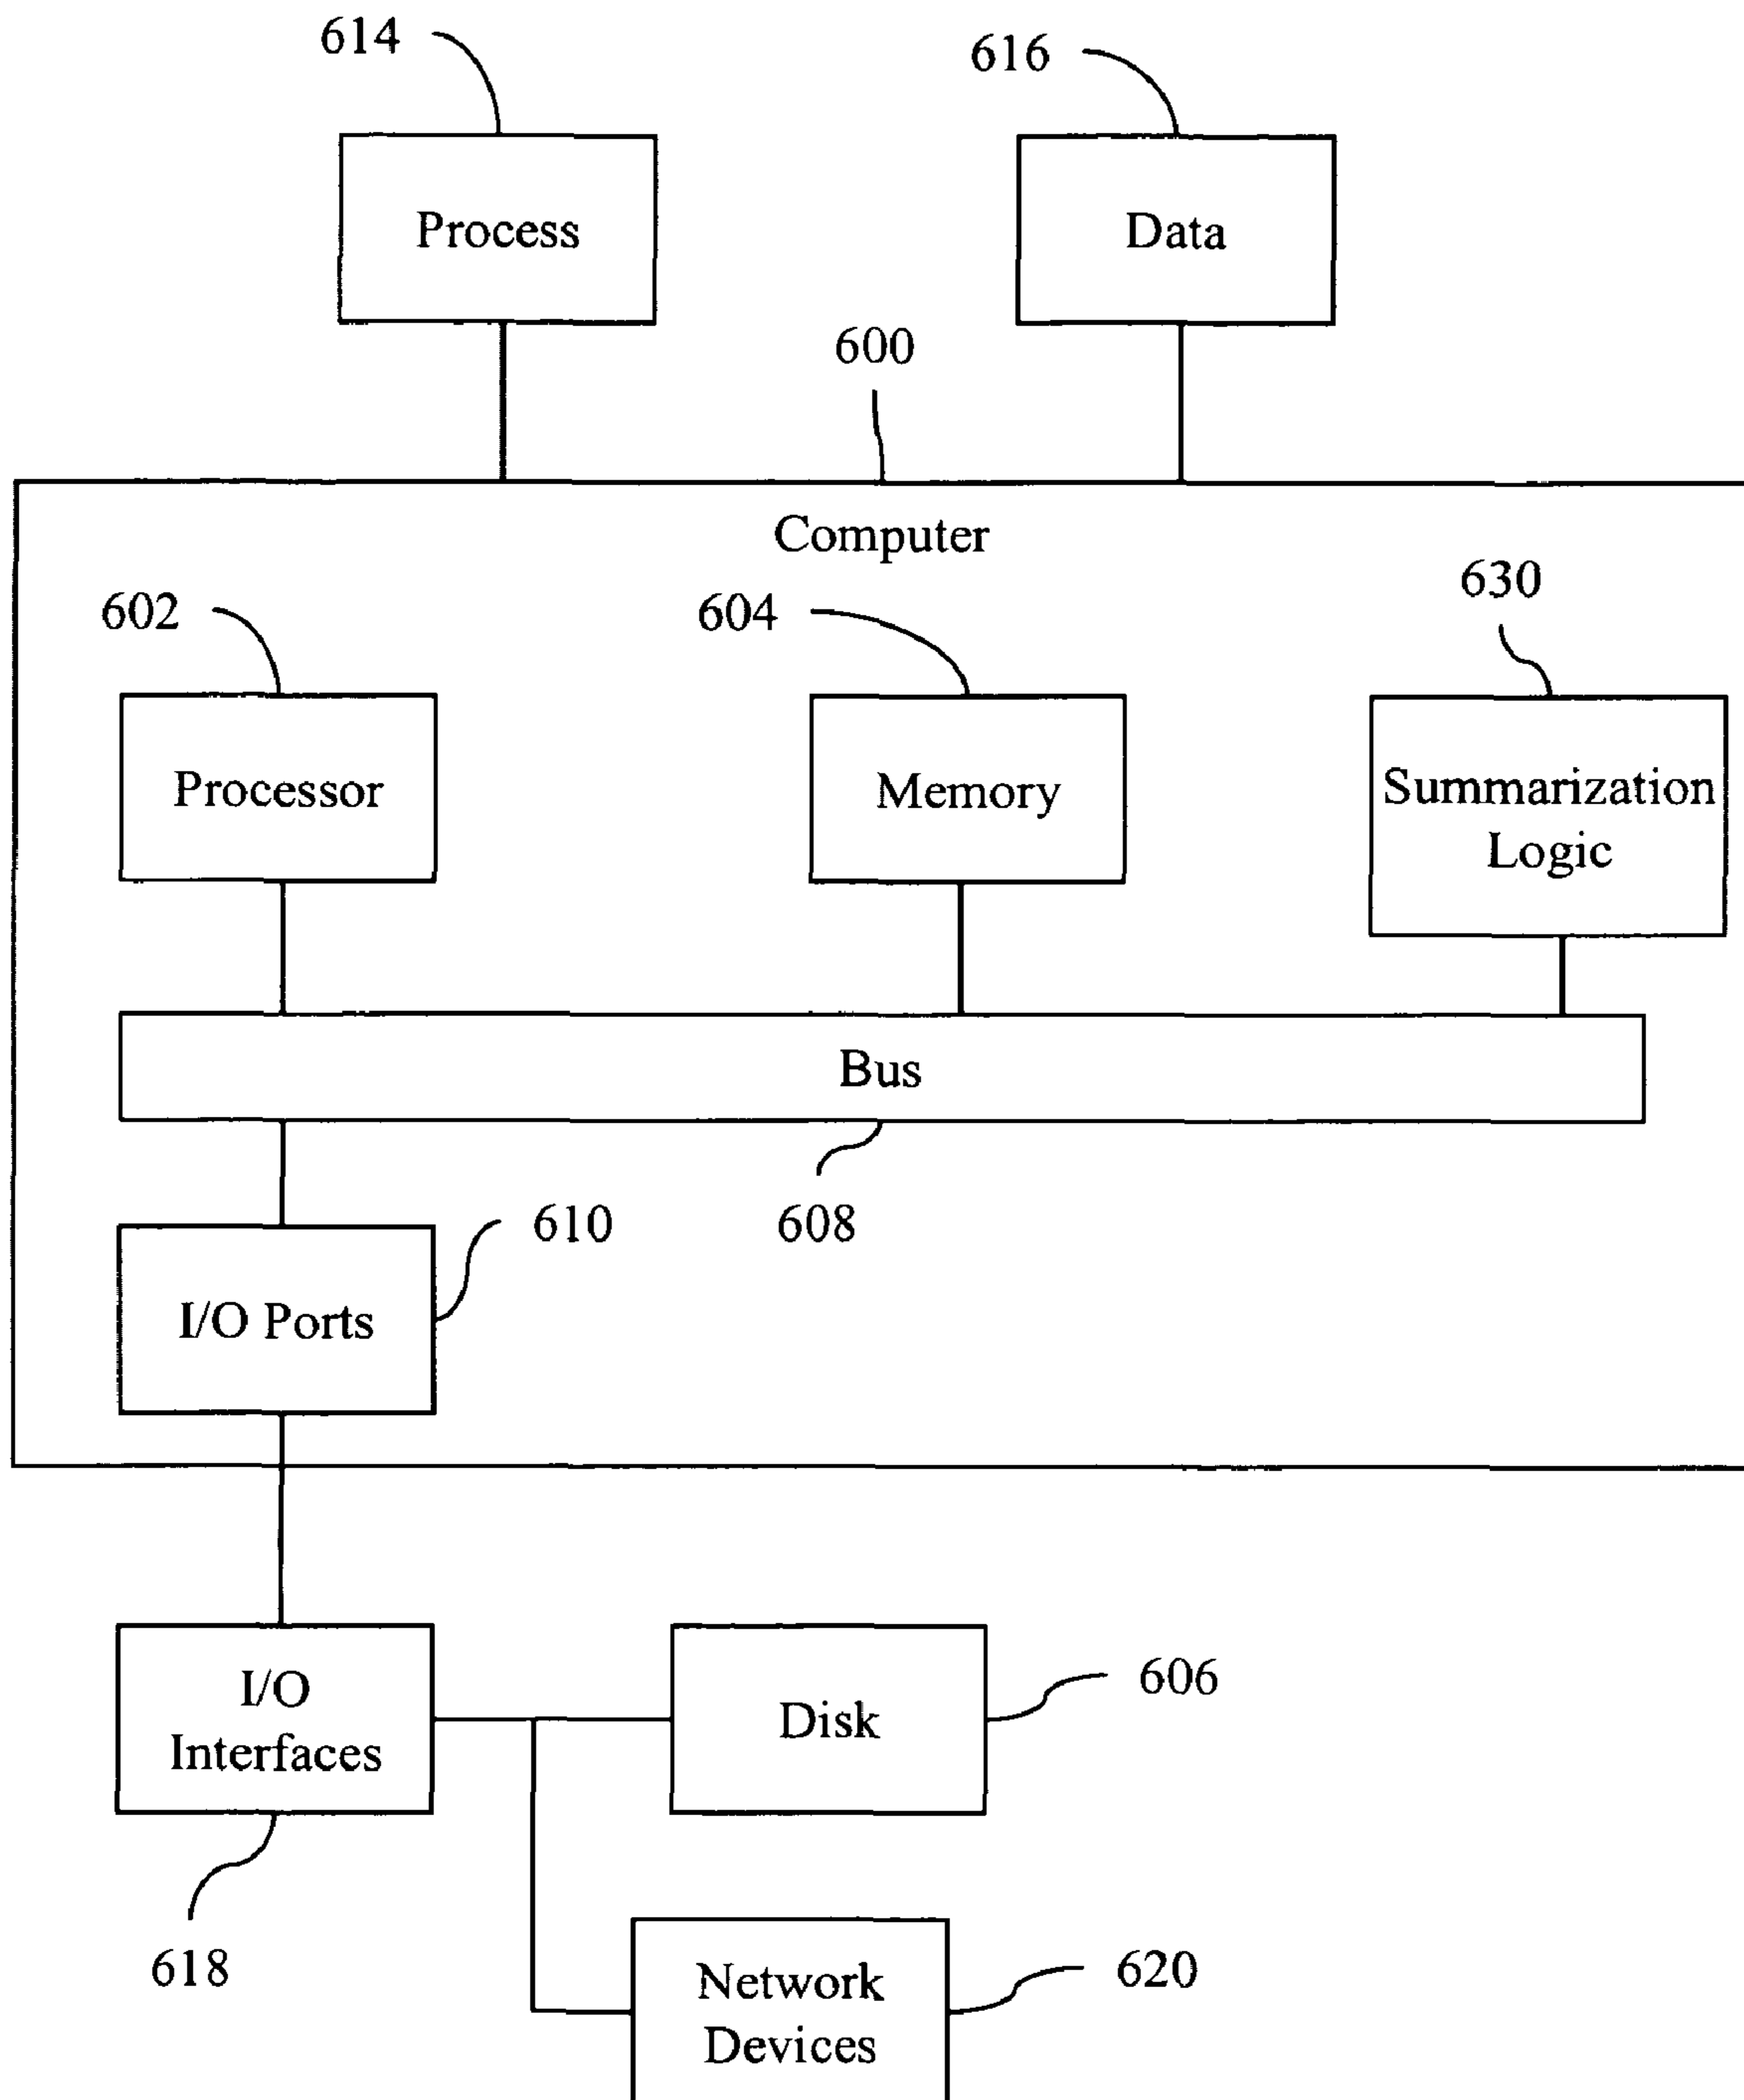 614
616
Process
Data
600
Computer
602
604
630
Processor
Memory
Summarization
Logic
Bus
610
608
I/O Ports
I/O
Interfaces
Disk
606
618
Network
Devices
620